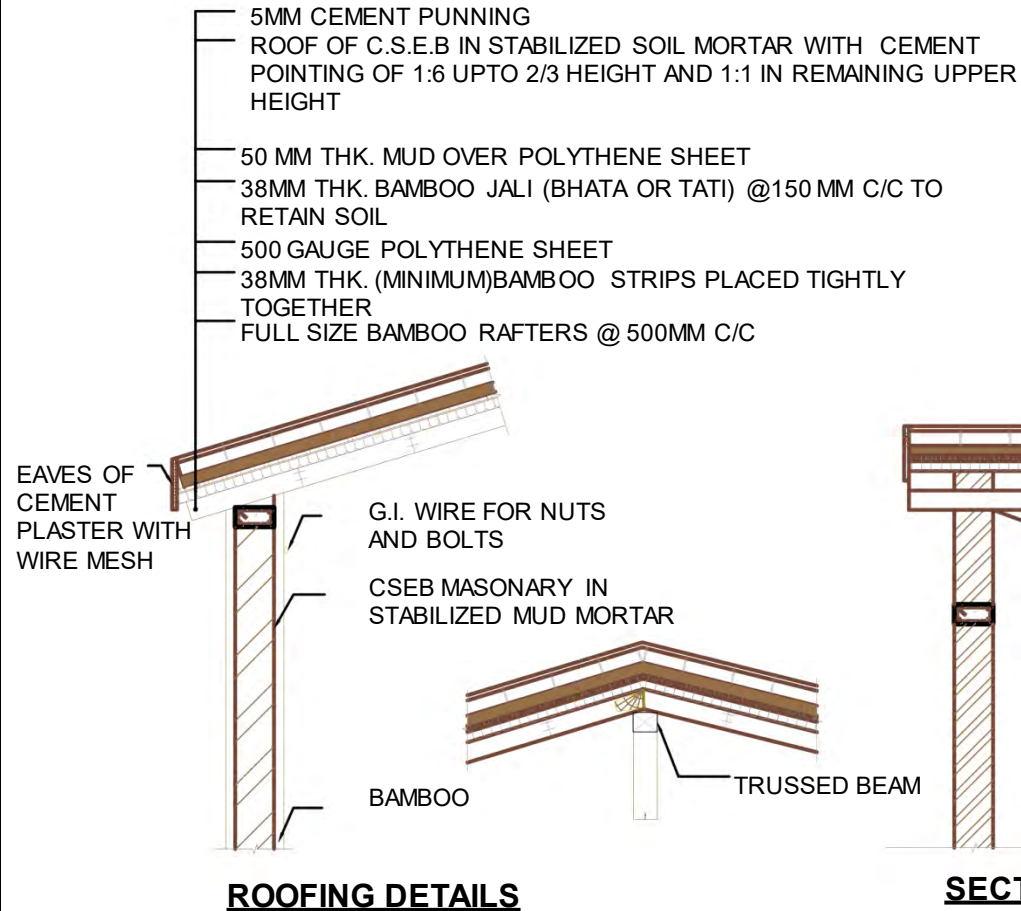 5MM CEMENT PUNNING
ROOF OF C.S.E.B IN STABILIZED SOIL MORTAR WITH CEMENT
POINTING OF 1:6 UPTO 2/3 HEIGHT AND 1:1 IN REMAINING UPPER
HEIGHT
50 MM THK. MUD OVER POLYTHENE SHEET
38MM THK. BAMBOO JALI (BHATA OR TATI) @150 MM C/C TO
RETAIN SOIL
500 GAUGE POLYTHENE SHEET
38MM THK. (MINIMUM)BAMBOO STRIPS PLACED TIGHTLY
TOGETHER
FULL SIZE BAMBOO RAFTERS @ 500MM C/C
EAVES OF
CEMENT
PLASTER WITH
WIRE MESH
G.I. WIRE FOR NUTS
AND BOLTS
CSEB MASONARY IN
STABILIZED MUD MORTAR
BAMBOO
TRUSSED BEAM
ROOFING DETAILS
SECT